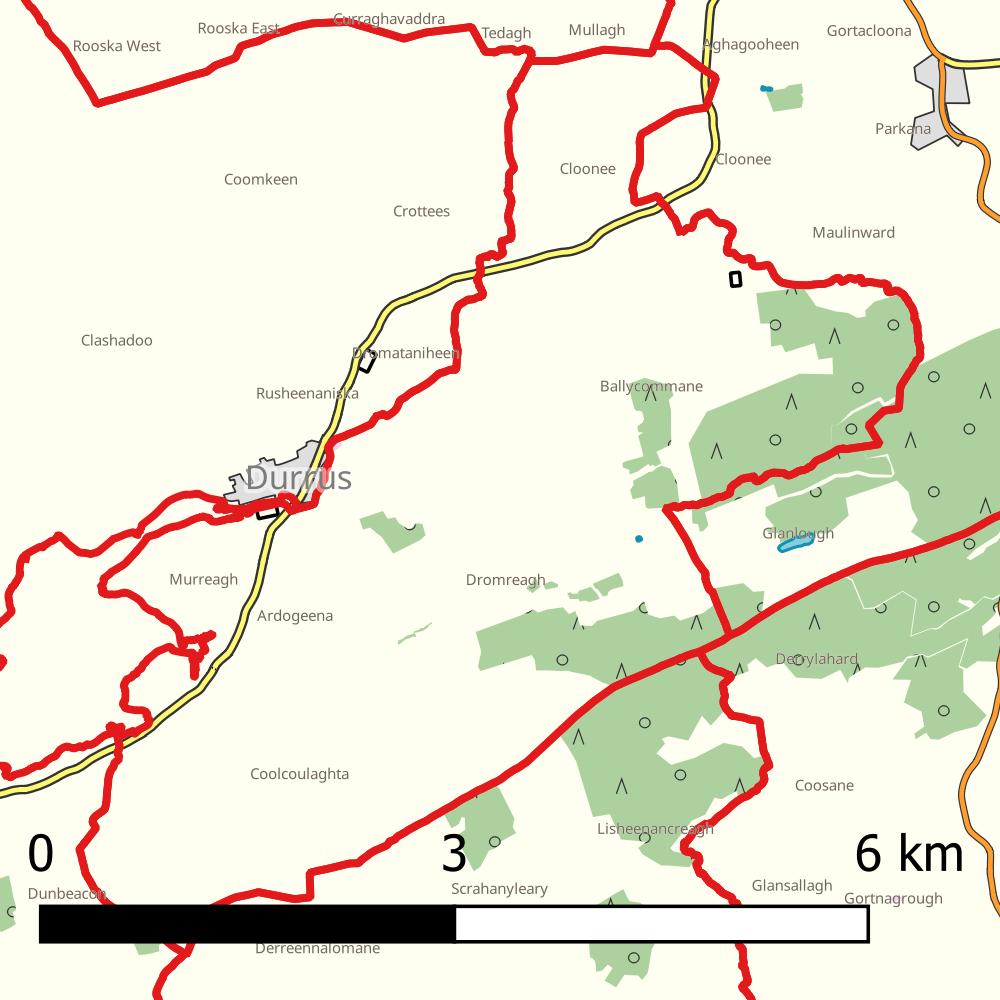 Curraghavaddra
Rooska East
Tedagh
Mullagh
Gortacloona
Rooska West
Aghagooheen
Parkana
Cloonee
Cloonee
Coomkeen
Crottees
Maulinward
Clashadoo
Dromataniheen
Rusheenaniska
Ballycommane
Durrus
Glanlough
Murreagh
Dromreagh
Ardogeena
Derrylahard
Coolcoulaghta
Coosane
Lisheenancreagh
0 3 6 km
Dunbeacon
Scrahanyleary
Glansallagh
Gortnagrough
Derreennalomane